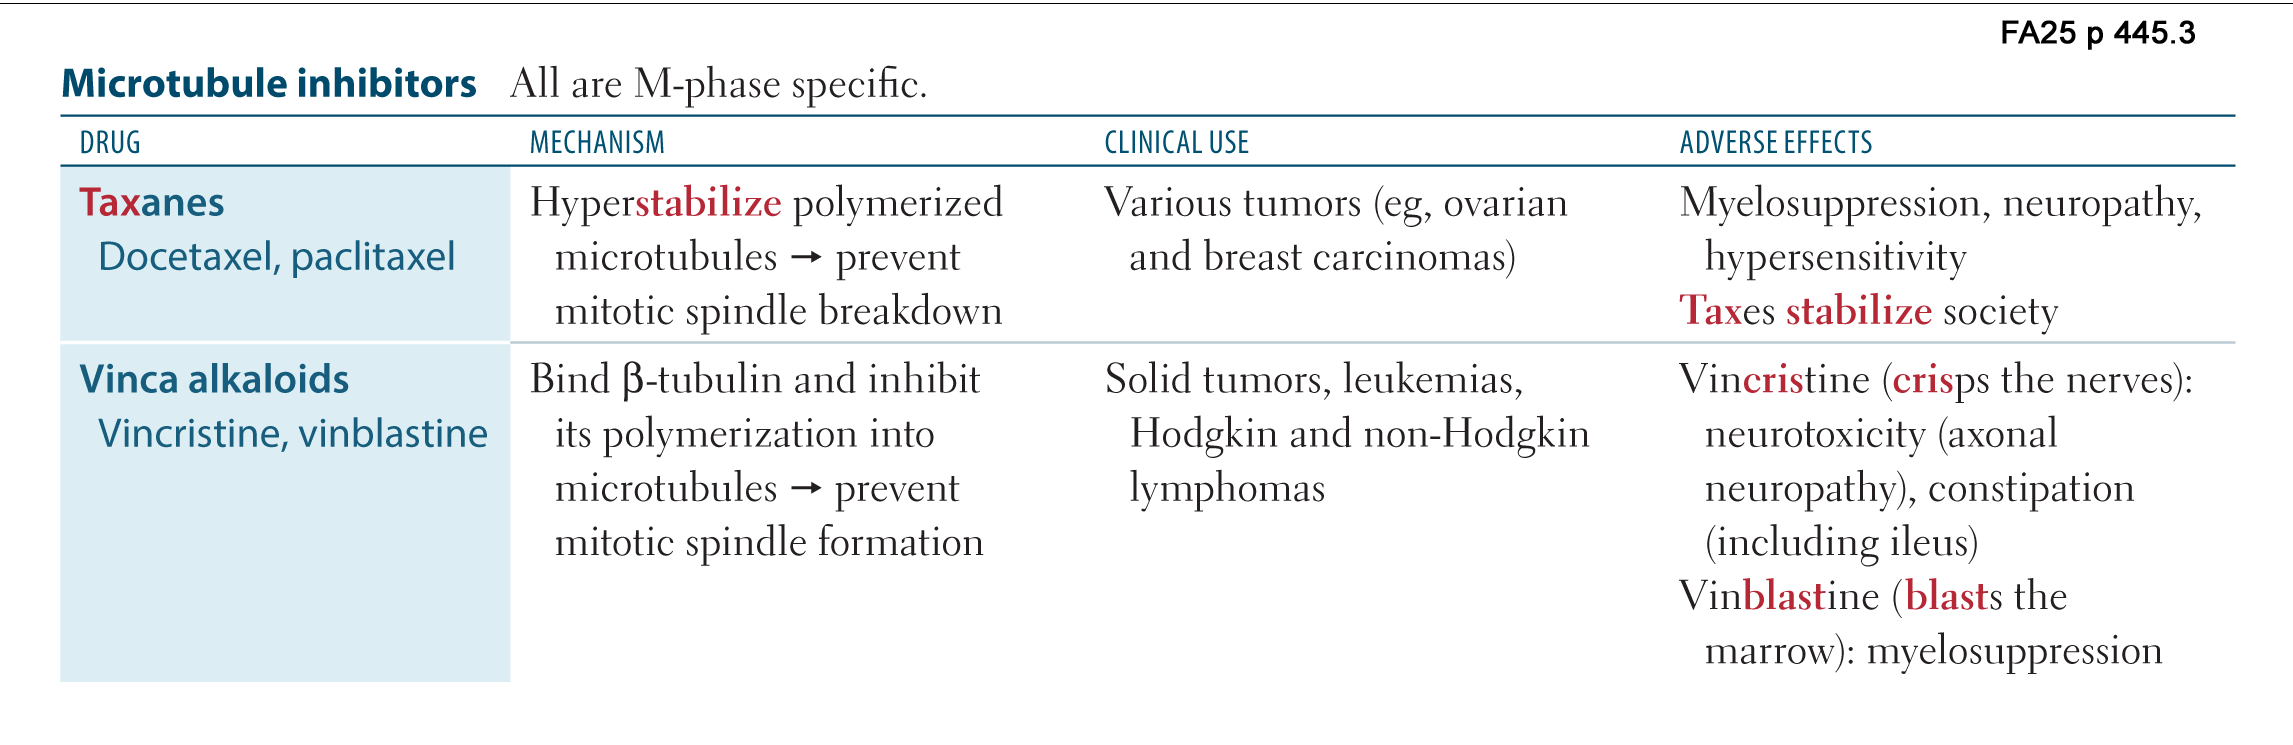 FA25 p 445.3
Microtubule inhibitors All are M-phase specific.
DRUG MECHANISM CLINICAL USE ADVERSE EFFECTS
Taxanes
Docetaxel, paclitaxel
Hyperstabilize polymerized
microtubules → prevent
mitotic spindle breakdown
Various tumors (eg, ovarian
and breast carcinomas)
Myelosuppression, neuropathy,
hypersensitivity
Taxes stabilize society
Vinca alkaloids
Vincristine, vinblastine
Bind β-tubulin and inhibit
its polymerization into
microtubules → prevent
mitotic spindle formation
Solid tumors, leukemias,
Hodgkin and non-Hodgkin
lymphomas
Vincristine (crisps the nerves):
neurotoxicity (axonal
neuropathy), constipation
(including ileus)
Vinblastine (blasts the
marrow): myelosuppression